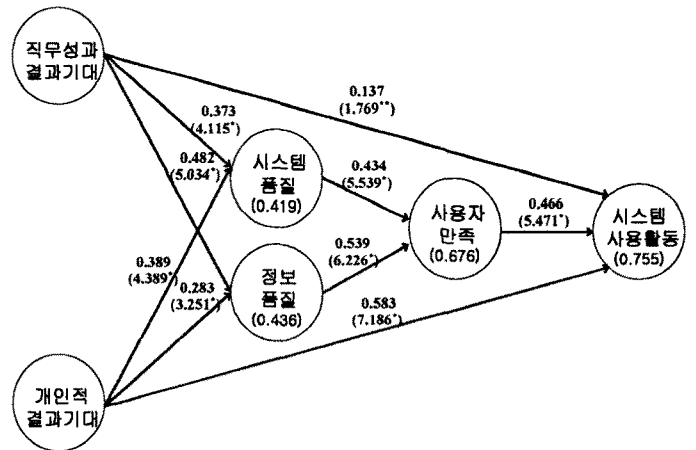 직무성과
결과기대
0.137
(1.769**)
0.373
(4.115*)
0.482
(5.034*)
시스템
품질
(0.419)
0.434
(5.539*)
사용자
만족
(0.676)
0.466
(5.471*)
시스템
사용활동
(0.755)
0.389
(4.389*)
0.283
(3.251*)
정보
품질
(0.436)
0.539
(6.226*)
0.583
(7.186*)
개인적
결과기대